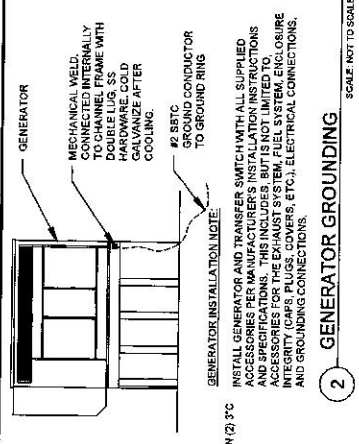 GENERATOR
MECHANICAL WELD.
CONNECTED INTERNALLY
TO CHANNEL FRAME WITH
DOUBLE LUG, SS
HARDWARE. COLD
GALVANIZE AFTER
COOLING.
#2 SBTC
GROUND CONDUCTOR
TO GROUND RING
GENERATOR INSTALLATION NOTE:
INSTALL GENERATOR AND TRANSFER SWITCH WITH ALL SUPPLIED
ACCESSORIES PER MANUFACTURER'S INSTALLATION INSTRUCTIONS
AND SPECIFICATIONS. THIS INCLUDES, BUT IS NOT LIMITED TO,
ACCESSORIES FOR THE EXHAUST SYSTEM, FUEL SYSTEM, ENCLOSURE
INTEGRITY (CAPS, PLUGS, COVERS, ETC.), ELECTRICAL CONNECTIONS,
AND GROUNDING CONNECTIONS.
N (2) 3"C
2 GENERATOR GROUNDING
SCALE: NOT TO SCALE